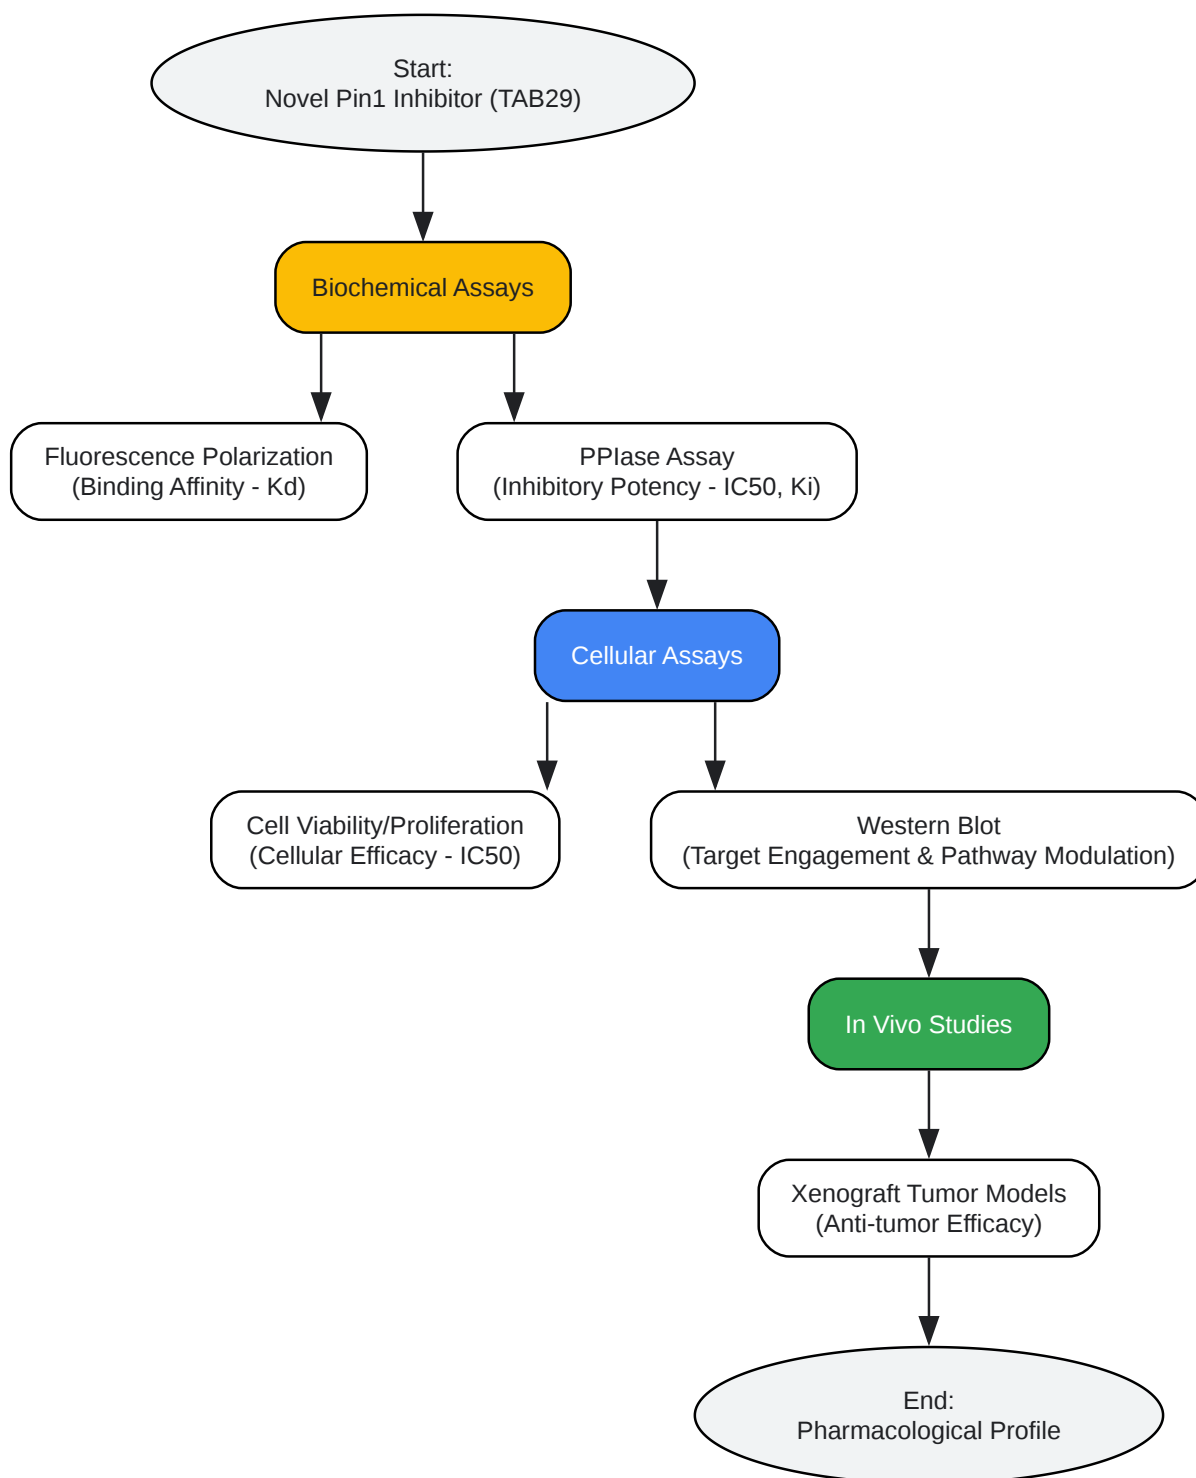 Start:
Novel Pin1 Inhibitor (TAB29)
Biochemical Assays
Fluorescence Polarization
(Binding Affinity - Kd)
PPIase Assay
(Inhibitory Potency - IC50, Ki)
Cellular Assays
Cell Viability/Proliferation
(Cellular Efficacy - IC50)
Western Blot
(Target Engagement & Pathway Modulation)
In Vivo Studies
Xenograft Tumor Models
(Anti-tumor Efficacy)
End:
Pharmacological Profile